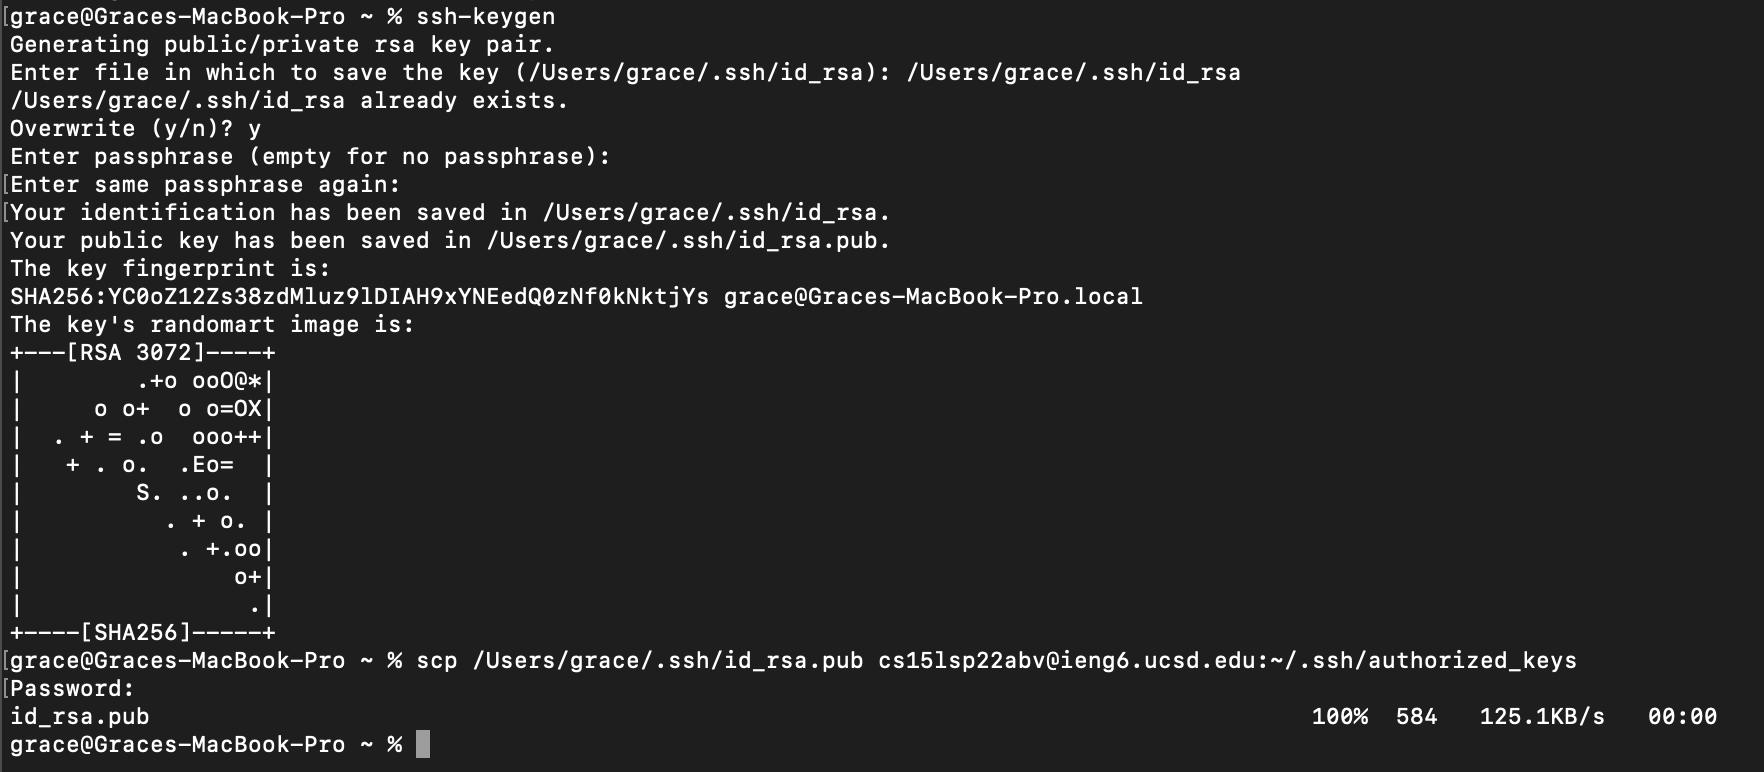 [grace@Graces-MacBook-Pro ~ % ssh-keygen
Generating public/private rsa key pair.
Enter file in which to save the key (/Users/grace/.ssh/id_rsa): /Users/grace/.ssh/id_rsa
/Users/grace/.ssh/id_rsa already exists.
Overwrite (y/n)? y
Enter passphrase (empty for no passphrase):
[Enter same passphrase again:
[Your identification has been saved in /Users/grace/.ssh/id_rsa.
Your public key has been saved in /Users/grace/.ssh/id_rsa.pub.
The key fingerprint is:
SHA256:YC0oZ12Zs38zdMluz9lDIAH9xYNEedQ0zNf0kNktjYs grace@Graces-MacBook-Pro.local
The key's randomart image is:
+---[RSA 3072]----+
|        .+o ooO@*|
|     o o+  o o=OX|
|  . + = .o  ooo++|
|   + . o.  .Eo=  |
|        S. ..o.  |
|          . + o. |
|           . +.oo|
|               o+|
|                .|
+----[SHA256]-----+
[grace@Graces-MacBook-Pro ~ % scp /Users/grace/.ssh/id_rsa.pub cs15lsp22abv@ieng6.ucsd.edu:~/.ssh/authorized_keys
[Password:
id_rsa.pub 100% 584 125.1KB/s 00:00
grace@Graces-MacBook-Pro ~ %